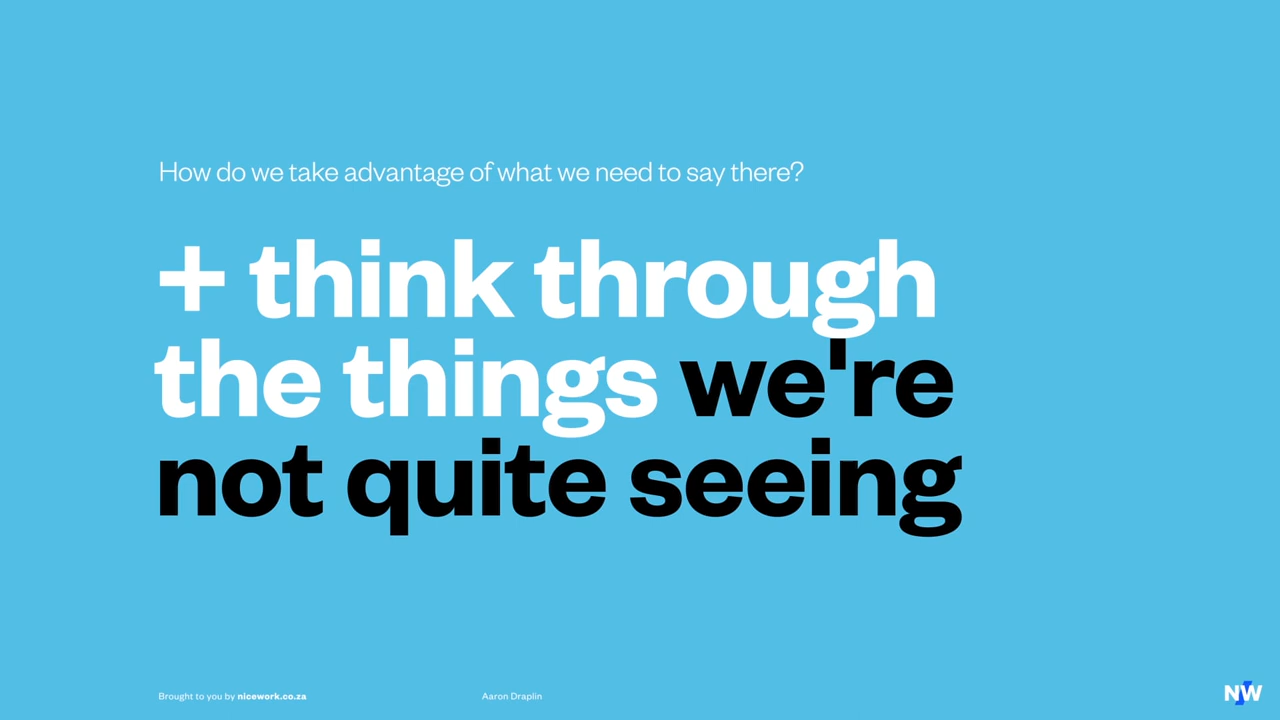 How do we take advantage of what we need to say there?
+ think through
the things we're
not quite seeing
Brought to you by nicework.co.za
Aaron Draplin
NW